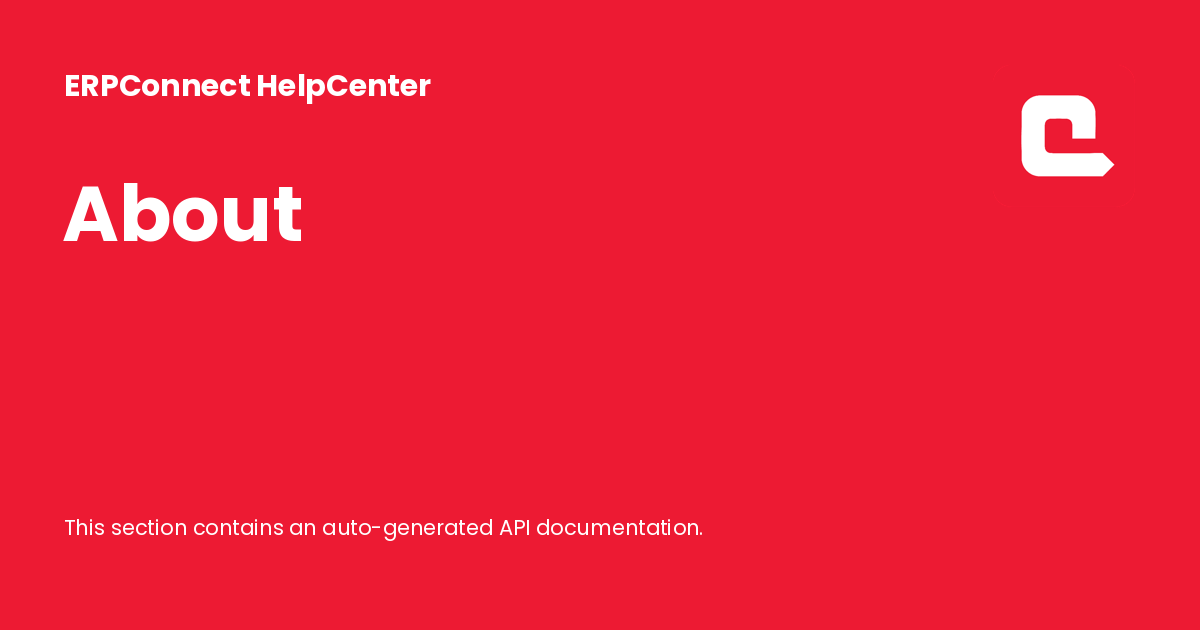 ERPConnect HelpCenter
About
This section contains an auto-generated API documentation.